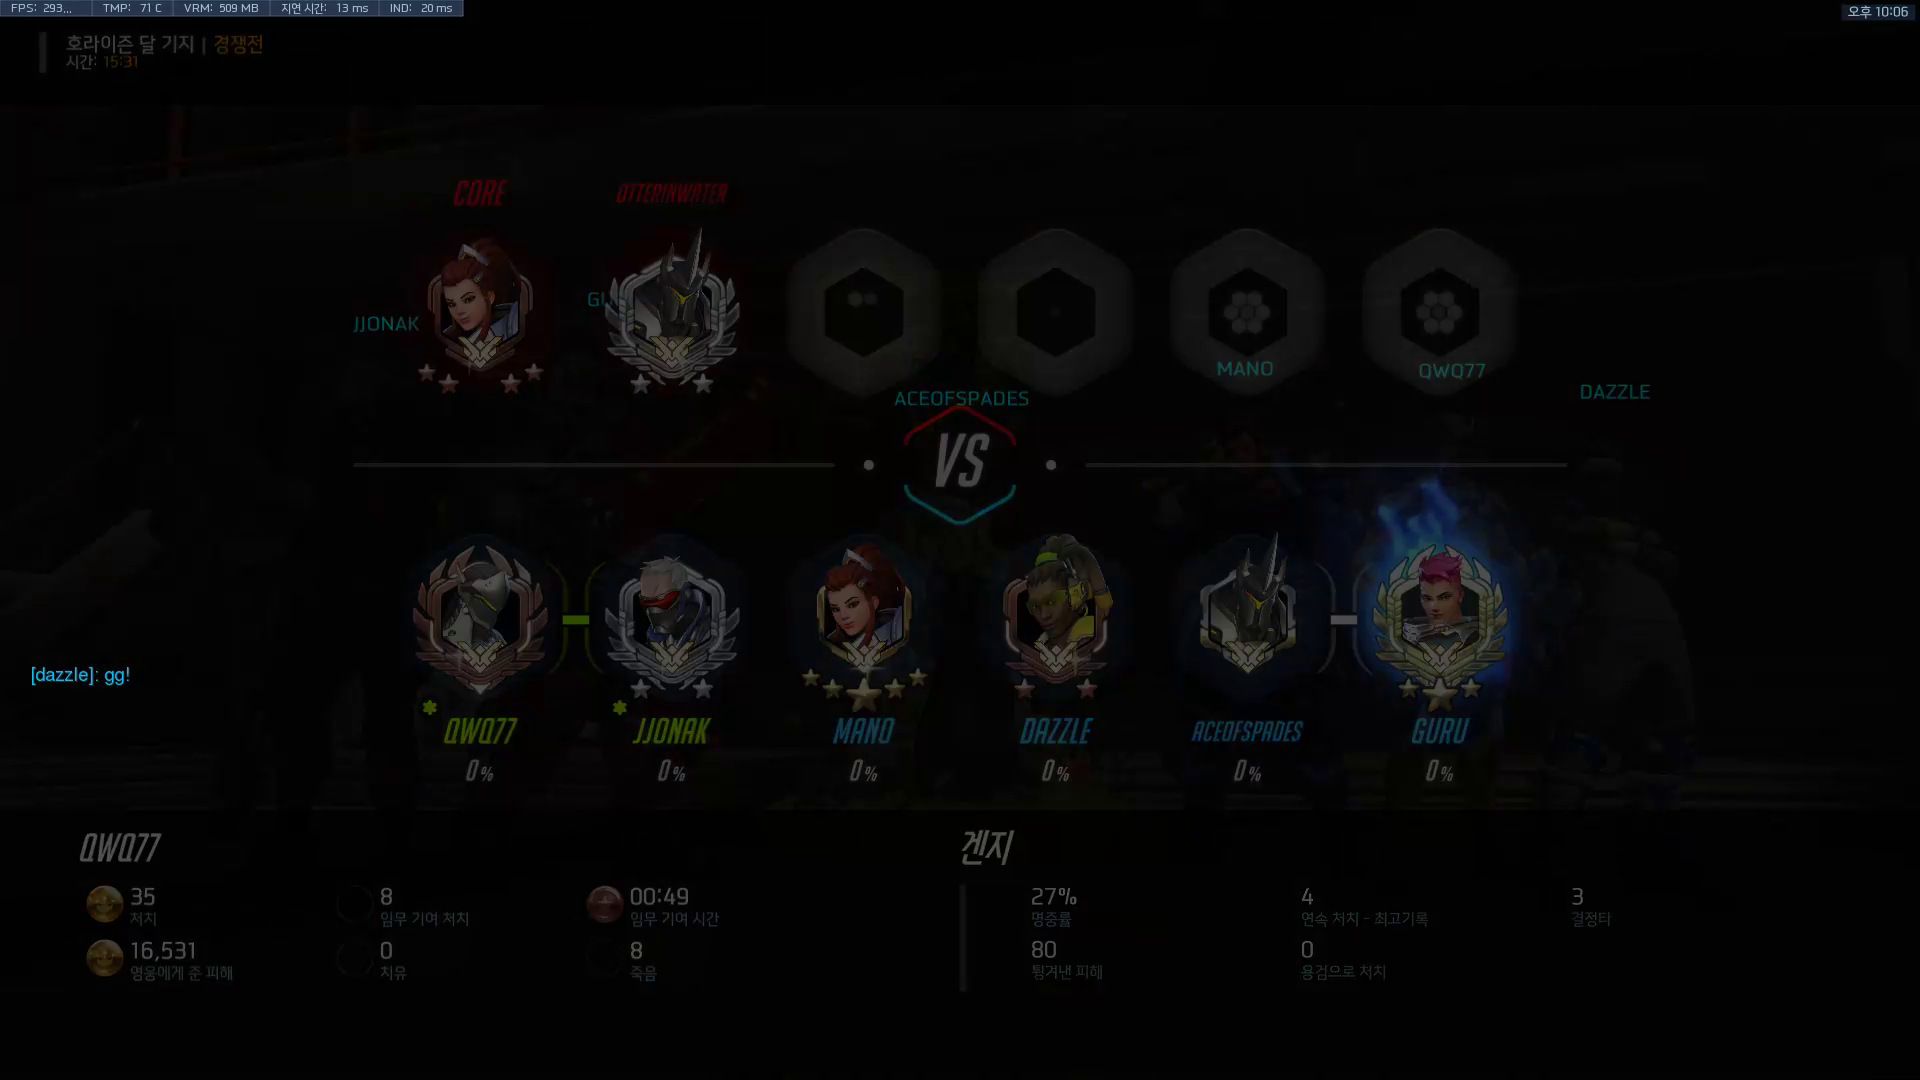 FPS: 293... TMP: 71 C VRM: 509 MB 지연 시간: 13 ms IND: 20 ms
오후 10:06
호라이즌 달 기지 | 경쟁전
시간: 15:31
CORE OTTERINWATER
JJONAK GU
MANO QWQ77
DAZZLE
ACEOFSPADES
VS
[dazzle]: gg!
QWQ77 JJONAK MANO DAZZLE ACEOFSPADES GURU
0% 0% 0% 0% 0% 0%
QWQ77
35 8 00:49
처치 임무 기여 처치 임무 기여 시간
16,531 0 8
영웅에게 준 피해 치유 죽음
겐지
27% 4 3
명중률 연속 처치 - 최고기록 결정타
80 0
튕겨낸 피해 용검으로 처치